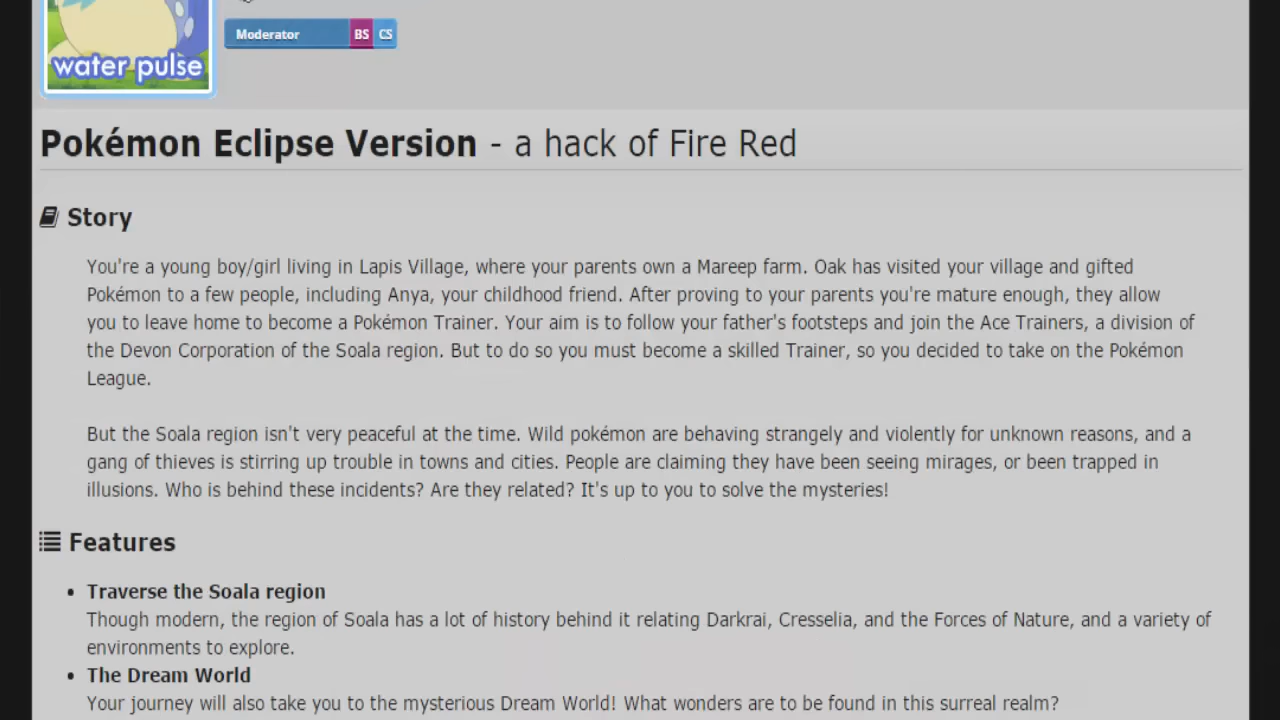 Moderator BS CS
water pulse
Pokémon Eclipse Version - a hack of Fire Red
Story
You're a young boy/girl living in Lapis Village, where your parents own a Mareep farm. Oak has visited your village and gifted
Pokémon to a few people, including Anya, your childhood friend. After proving to your parents you're mature enough, they allow
you to leave home to become a Pokémon Trainer. Your aim is to follow your father's footsteps and join the Ace Trainers, a division of
the Devon Corporation of the Soala region. But to do so you must become a skilled Trainer, so you decided to take on the Pokémon
League.
But the Soala region isn't very peaceful at the time. Wild pokémon are behaving strangely and violently for unknown reasons, and a
gang of thieves is stirring up trouble in towns and cities. People are claiming they have been seeing mirages, or been trapped in
illusions. Who is behind these incidents? Are they related? It's up to you to solve the mysteries!
Features
• Traverse the Soala region
Though modern, the region of Soala has a lot of history behind it relating Darkrai, Cresselia, and the Forces of Nature, and a variety of
environments to explore.
• The Dream World
Your journey will also take you to the mysterious Dream World! What wonders are to be found in this surreal realm?